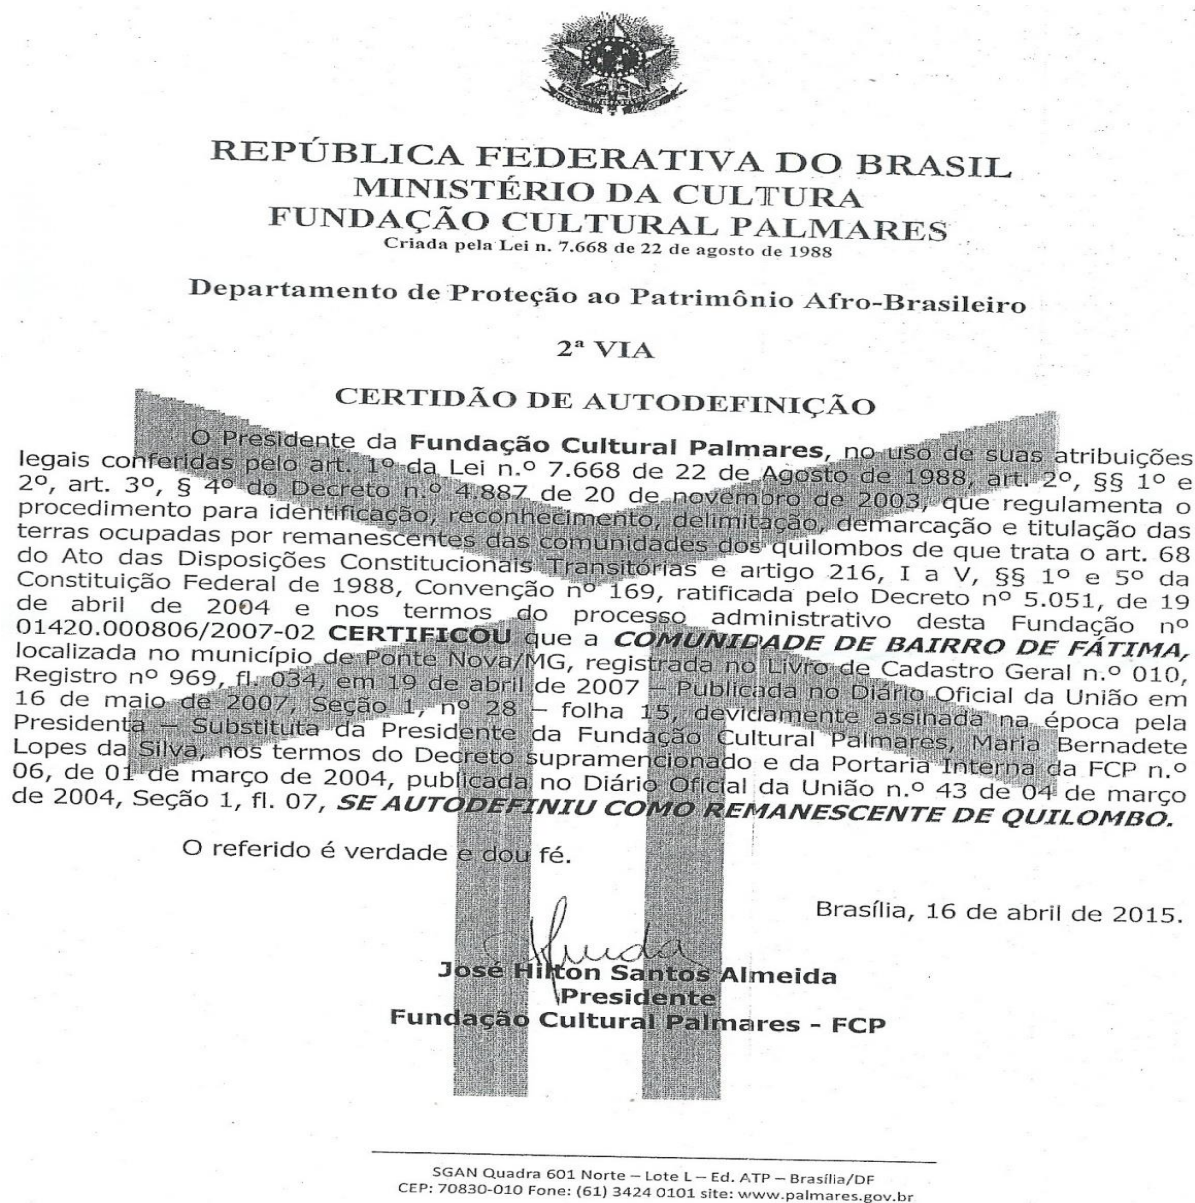 REPÚBLICA FEDERATIVA DO BRASIL
MINISTÉRIO DA CULTURA
FUNDAÇÃO CULTURAL PALMARES
Criada pela Lei n. 7.668 de 22 de agosto de 1988
Departamento de Proteção ao Patrimônio Afro-Brasileiro
2ª VIA
CERTIDÃO DE AUTODEFINIÇÃO
O Presidente da Fundação Cultural Palmares, no uso de suas atribuições
legais conferidas pelo art. 1º da Lei n.º 7.668 de 22 de Agosto de 1988, art. 2º, §§ 1º e
2º, art. 3º, § 4º do Decreto n.º 4.887 de 20 de novembro de 2003, que regulamenta o
procedimento para identificação, reconhecimento, delimitação, demarcação e titulação das
terras ocupadas por remanescentes das comunidades dos quilombos de que trata o art. 68
do Ato das Disposições Constitucionais Transitórias e artigo 216, I a V, §§ 1º e 5º da
Constituição Federal de 1988, Convenção nº 169, ratificada pelo Decreto nº 5.051, de 19
de abril de 2004 e nos termos do processo administrativo desta Fundação nº
01420.000806/2007-02 CERTIFICOU que a COMUNIDADE DE BAIRRO DE FÁTIMA,
localizada no município de Ponte Nova/MG, registrada no Livro de Cadastro Geral n.º 010,
Registro nº 969, fl. 034, em 19 de abril de 2007 – Publicada no Diário Oficial da União em
16 de maio de 2007, Seção 1, nº 28 – folha 15, devidamente assinada na época pela
Presidenta – Substituta da Presidente da Fundação Cultural Palmares, Maria Bernadete
Lopes da Silva, nos termos do Decreto supramencionado e da Portaria Interna da FCP n.º
06, de 01 de março de 2004, publicada no Diário Oficial da União n.º 43 de 04 de março
de 2004, Seção 1, fl. 07, SE AUTODEFINIU COMO REMANESCENTE DE QUILOMBO.
O referido é verdade e dou fé.
Brasília, 16 de abril de 2015.
José Hilton Santos Almeida
Presidente
Fundação Cultural Palmares - FCP
SGAN Quadra 601 Norte – Lote L – Ed. ATP – Brasília/DF
CEP: 70830-010 Fone: (61) 3424 0101 site: www.palmares.gov.br